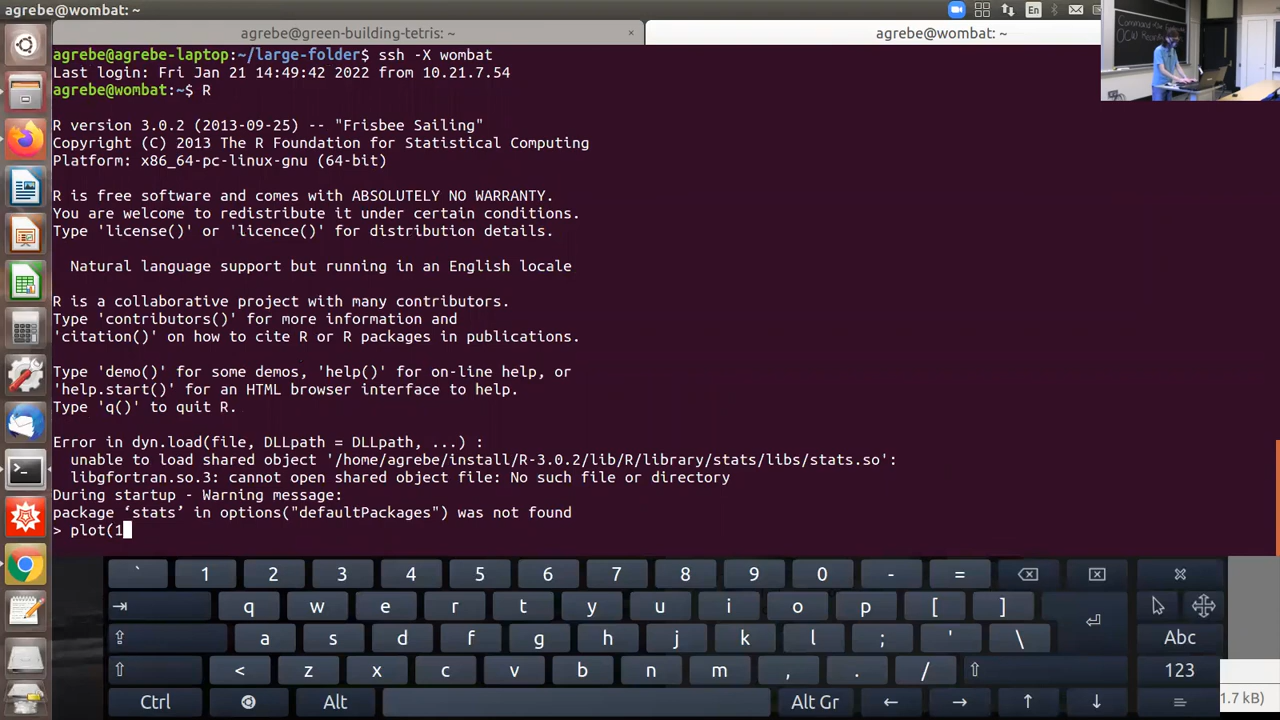 agrebe@wombat: ~
En
agrebe@green-building-tetris: ~
×
agrebe@wombat: ~
Command-line
OCW
agrebe@agrebe-laptop:~/large-folder$ ssh -X wombat
Last login: Fri Jan 21 14:49:42 2022 from 10.21.7.54
agrebe@wombat:~$ R
R version 3.0.2 (2013-09-25) -- "Frisbee Sailing"
Copyright (C) 2013 The R Foundation for Statistical Computing
Platform: x86_64-pc-linux-gnu (64-bit)
R is free software and comes with ABSOLUTELY NO WARRANTY.
You are welcome to redistribute it under certain conditions.
Type 'license()' or 'licence()' for distribution details.
Natural language support but running in an English locale
R is a collaborative project with many contributors.
Type 'contributors()' for more information and
'citation()' on how to cite R or R packages in publications.
Type 'demo()' for some demos, 'help()' for on-line help, or
'help.start()' for an HTML browser interface to help.
Type 'q()' to quit R.
Error in dyn.load(file, DLLpath = DLLpath, ...) :
unable to load shared object '/home/agrebe/install/R-3.0.2/lib/R/library/stats/libs/stats.so':
libgfortran.so.3: cannot open shared object file: No such file or directory
During startup - Warning message:
package ‘stats’ in options("defaultPackages") was not found
> plot(1
` 1 2 3 4 5 6 7 8 9 0 - =
q w e r t y u i o p [ ]
a s d f g h j k l ; ' \ Abc
< z x c v b n m , . / 123
Ctrl Alt Alt Gr ← → ↑ ↓
1.7 kB)